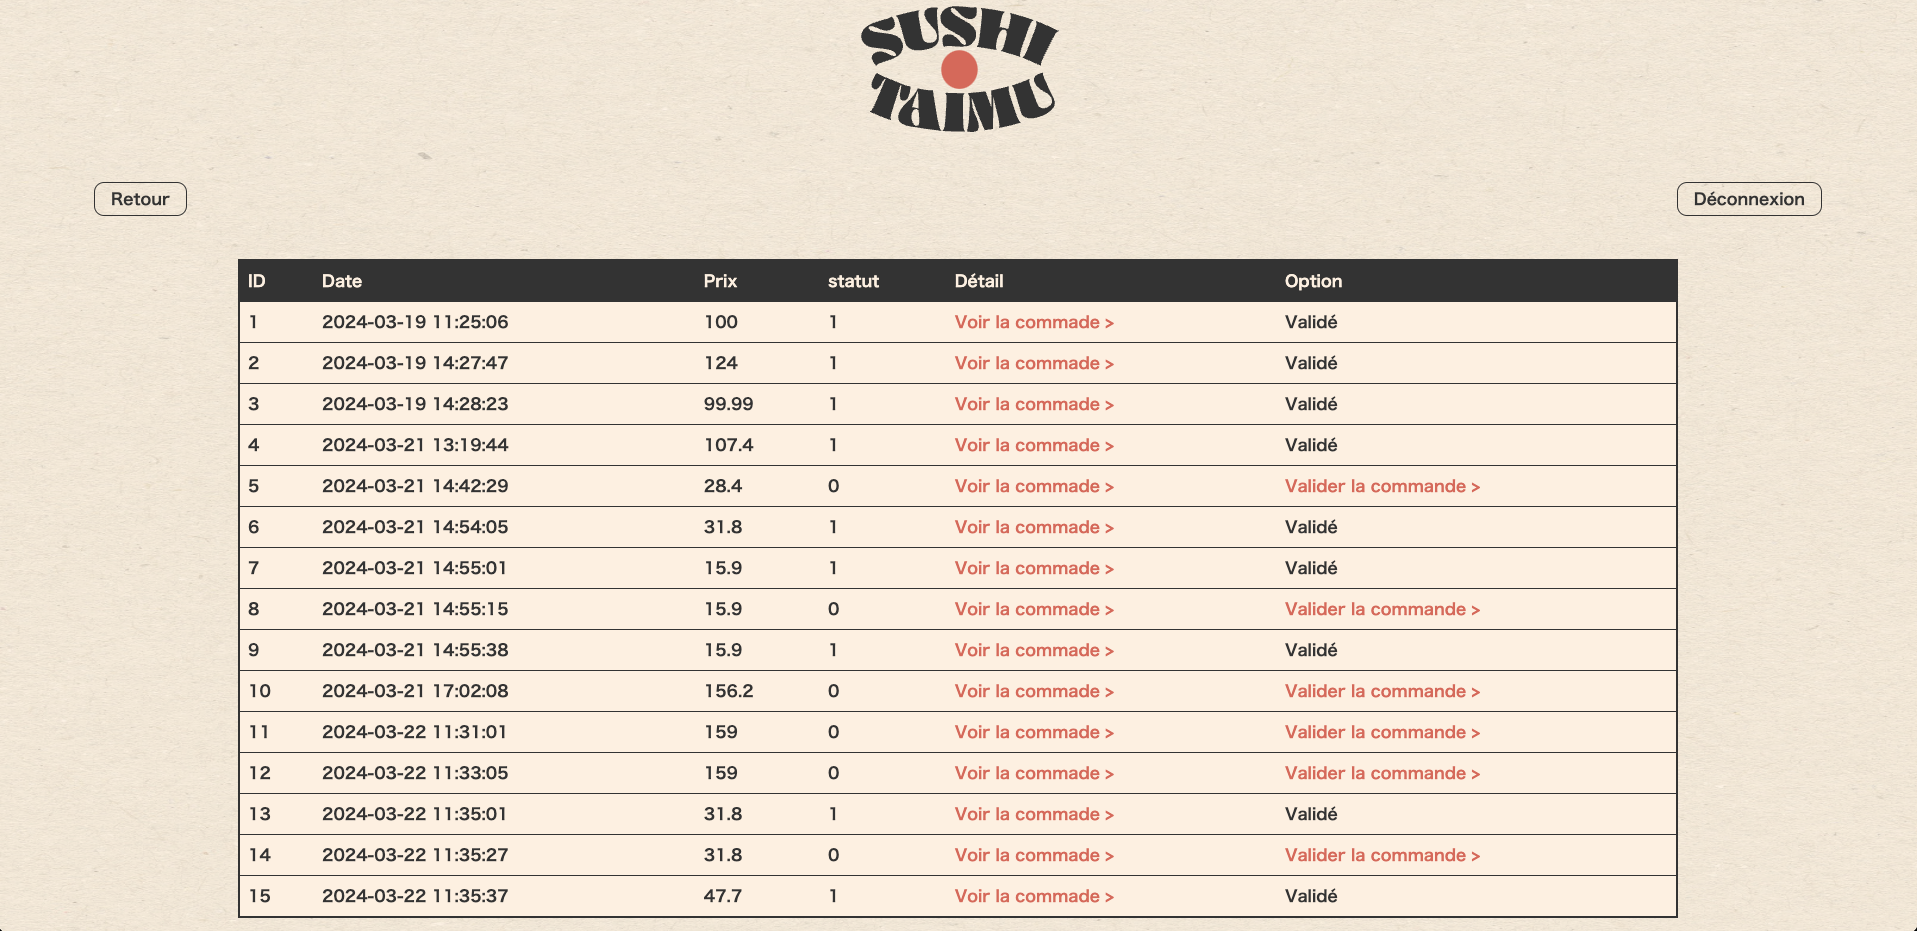 SUSHI
TAIMU
Retour
Déconnexion
ID Date Prix statut Détail Option
1 2024-03-19 11:25:06 100 1 Voir la commade > Validé
2 2024-03-19 14:27:47 124 1 Voir la commade > Validé
3 2024-03-19 14:28:23 99.99 1 Voir la commade > Validé
4 2024-03-21 13:19:44 107.4 1 Voir la commade > Validé
5 2024-03-21 14:42:29 28.4 0 Voir la commade > Valider la commande >
6 2024-03-21 14:54:05 31.8 1 Voir la commade > Validé
7 2024-03-21 14:55:01 15.9 1 Voir la commade > Validé
8 2024-03-21 14:55:15 15.9 0 Voir la commade > Valider la commande >
9 2024-03-21 14:55:38 15.9 1 Voir la commade > Validé
10 2024-03-21 17:02:08 156.2 0 Voir la commade > Valider la commande >
11 2024-03-22 11:31:01 159 0 Voir la commade > Valider la commande >
12 2024-03-22 11:33:05 159 0 Voir la commade > Valider la commande >
13 2024-03-22 11:35:01 31.8 1 Voir la commade > Validé
14 2024-03-22 11:35:27 31.8 0 Voir la commade > Valider la commande >
15 2024-03-22 11:35:37 47.7 1 Voir la commade > Validé